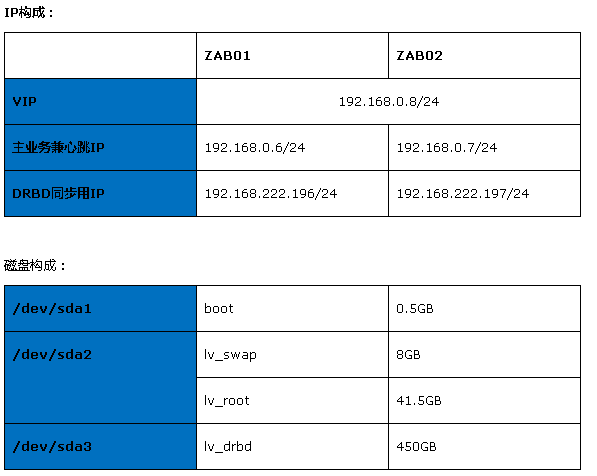 IP构成：
ZAB01 ZAB02
VIP 192.168.0.8/24
主业务兼心跳IP 192.168.0.6/24 192.168.0.7/24
DRBD同步用IP 192.168.222.196/24 192.168.222.197/24
磁盘构成：
/dev/sda1 boot 0.5GB
/dev/sda2 lv_swap 8GB
lv_root 41.5GB
/dev/sda3 lv_drbd 450GB